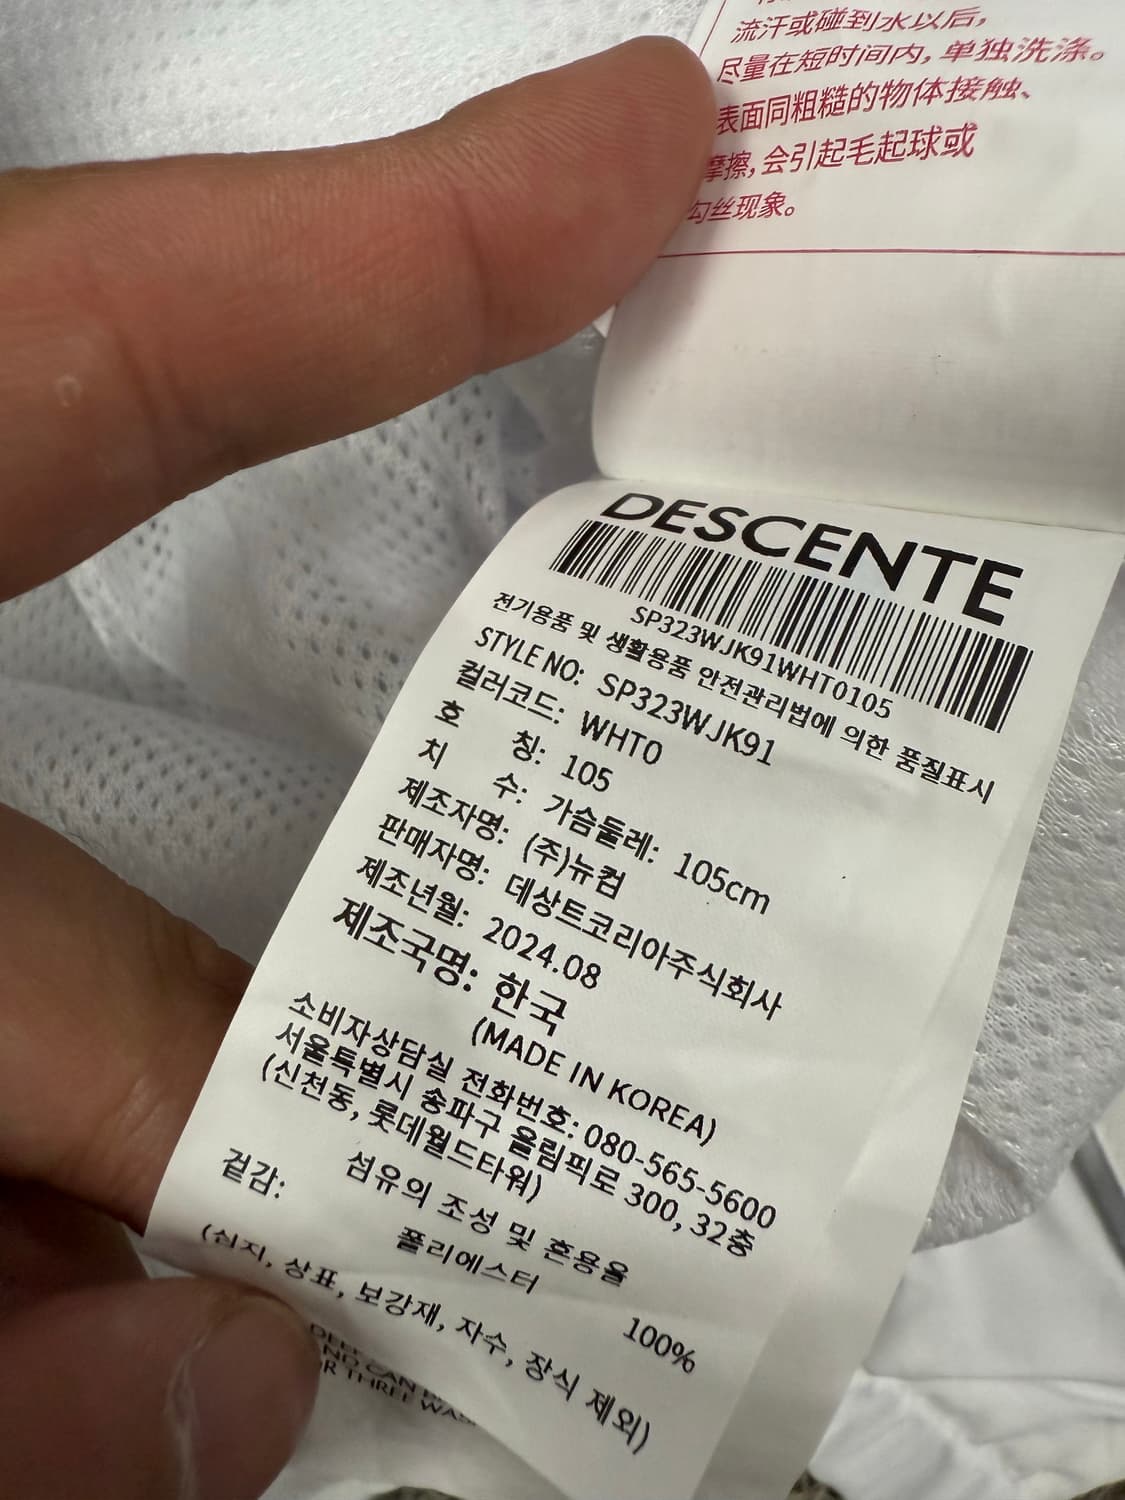 流汗或碰到水以后，
尽量在短时间内，单独洗涤。
表面同粗糙的物体接触、
摩擦，会引起毛起球或
勾丝现象。
DESCENTE
SP323WJK91WHT0105
전기용품 및 생활용품 안전관리법에 의한 품질표시
STYLE NO: SP323WJK91
컬러코드: WHT0
호 칭: 105
치 수: 가슴둘레: 105cm
제조자명: (주)뉴컴
판매자명: 데상트코리아주식회사
제조년월: 2024.08
제조국명: 한국
(MADE IN KOREA)
소비자상담실 전화번호: 080-565-5600
서울특별시 송파구 올림픽로 300, 32층
(신천동, 롯데월드타워)
섬유의 조성 및 혼용율
겉감: 폴리에스터 100%
(심지, 상표, 보강재, 자수, 장식 제외)
CAN
THREE